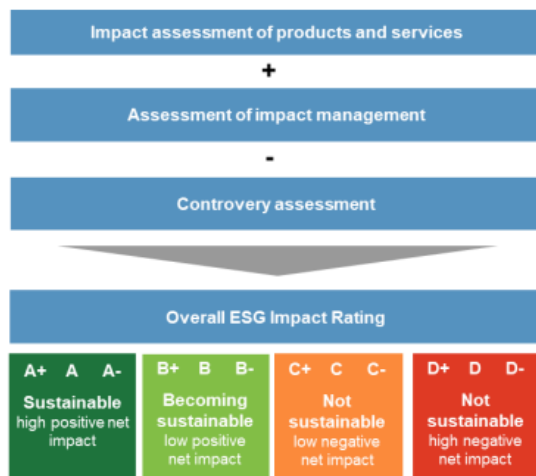 Impact assessment of products and services
+
Assessment of impact management
-
Controvery assessment
Overall ESG Impact Rating
A+ A A-
Sustainable
high positive net
impact
B+ B B-
Becoming
sustainable
low positive
net impact
C+ C C-
Not
sustainable
low negative
net impact
D+ D D-
Not
sustainable
high negative
net impact